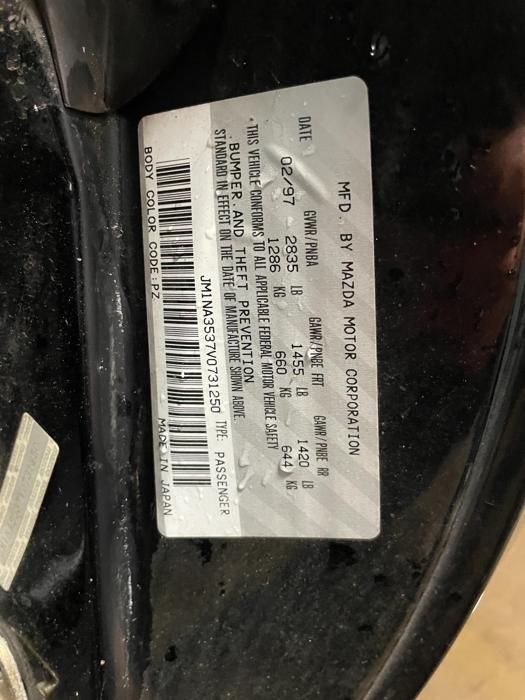 MFD. BY MAZDA MOTOR CORPORATION
DATE GVWR/PNBA GAWR/PNBE FRT GAWR/PNBE RR
02/97 2835 LB 1455 LB 1420 LB
1286 KG 660 KG 644 KG
THIS VEHICLE CONFORMS TO ALL APPLICABLE FEDERAL MOTOR VEHICLE SAFETY
BUMPER. AND THEFT PREVENTION
STANDARD IN EFFECT ON THE DATE OF MANUFACTURE SHOWN ABOVE.
JM1NA3537V0731250 TYPE: PASSENGER
BODY COLOR CODE:PZ MADE IN JAPAN